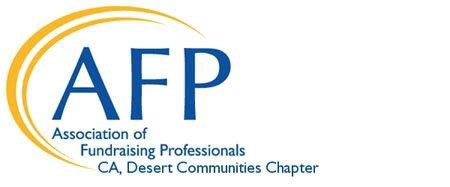 AFP
Association of
Fundraising Professionals
CA, Desert Communities Chapter